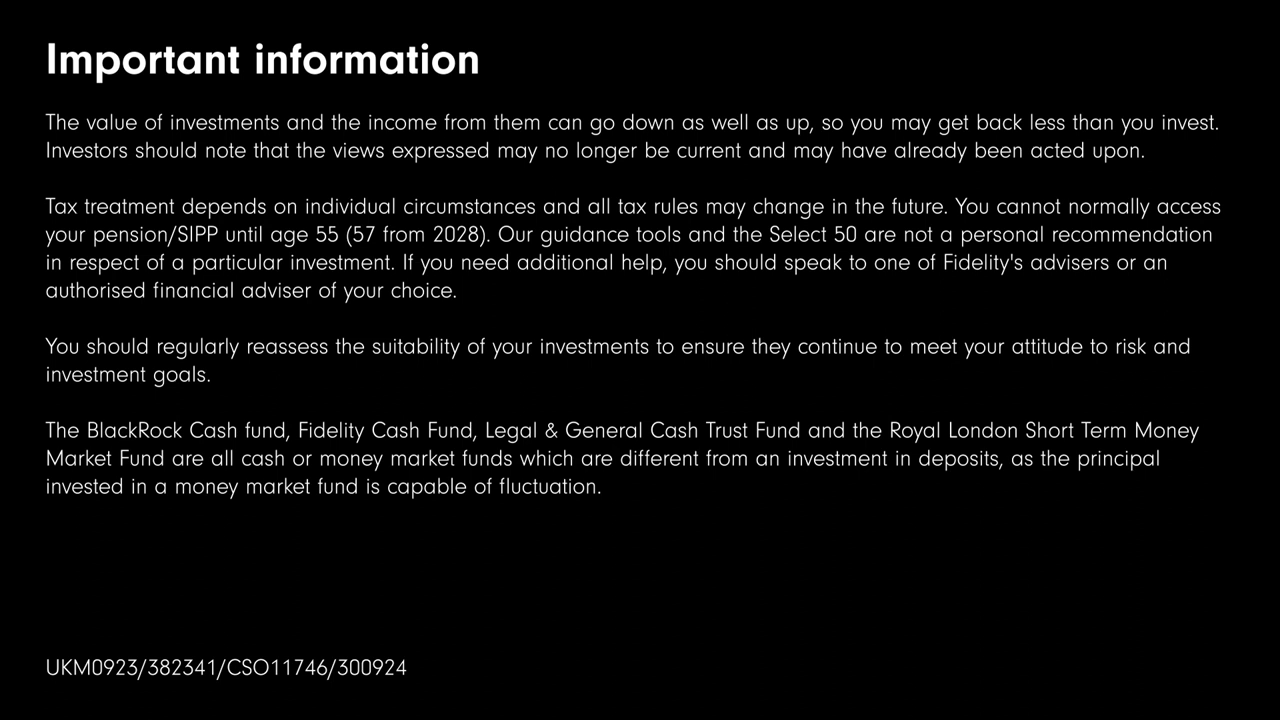 Important information
The value of investments and the income from them can go down as well as up, so you may get back less than you invest.
Investors should note that the views expressed may no longer be current and may have already been acted upon.
Tax treatment depends on individual circumstances and all tax rules may change in the future. You cannot normally access
your pension/SIPP until age 55 (57 from 2028). Our guidance tools and the Select 50 are not a personal recommendation
in respect of a particular investment. If you need additional help, you should speak to one of Fidelity's advisers or an
authorised financial adviser of your choice.
You should regularly reassess the suitability of your investments to ensure they continue to meet your attitude to risk and
investment goals.
The BlackRock Cash fund, Fidelity Cash Fund, Legal & General Cash Trust Fund and the Royal London Short Term Money
Market Fund are all cash or money market funds which are different from an investment in deposits, as the principal
invested in a money market fund is capable of fluctuation.
UKM0923/382341/CSO11746/300924